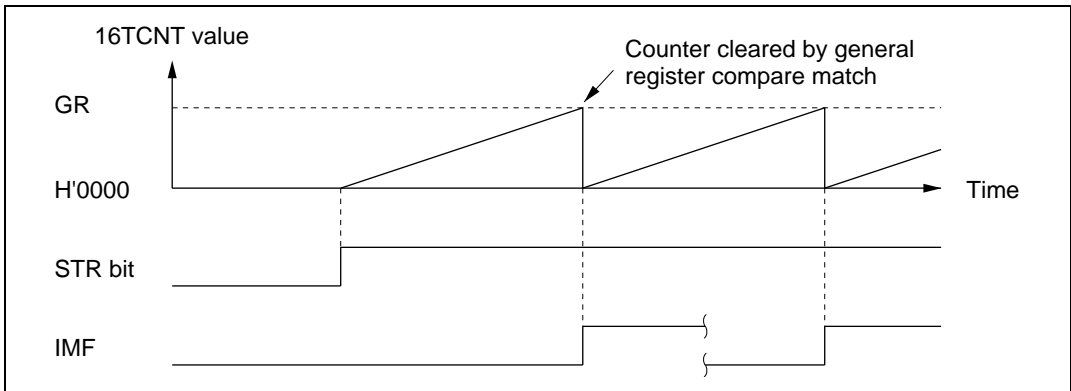 16TCNT value
Counter cleared by general
register compare match
GR
H'0000
Time
STR bit
IMF